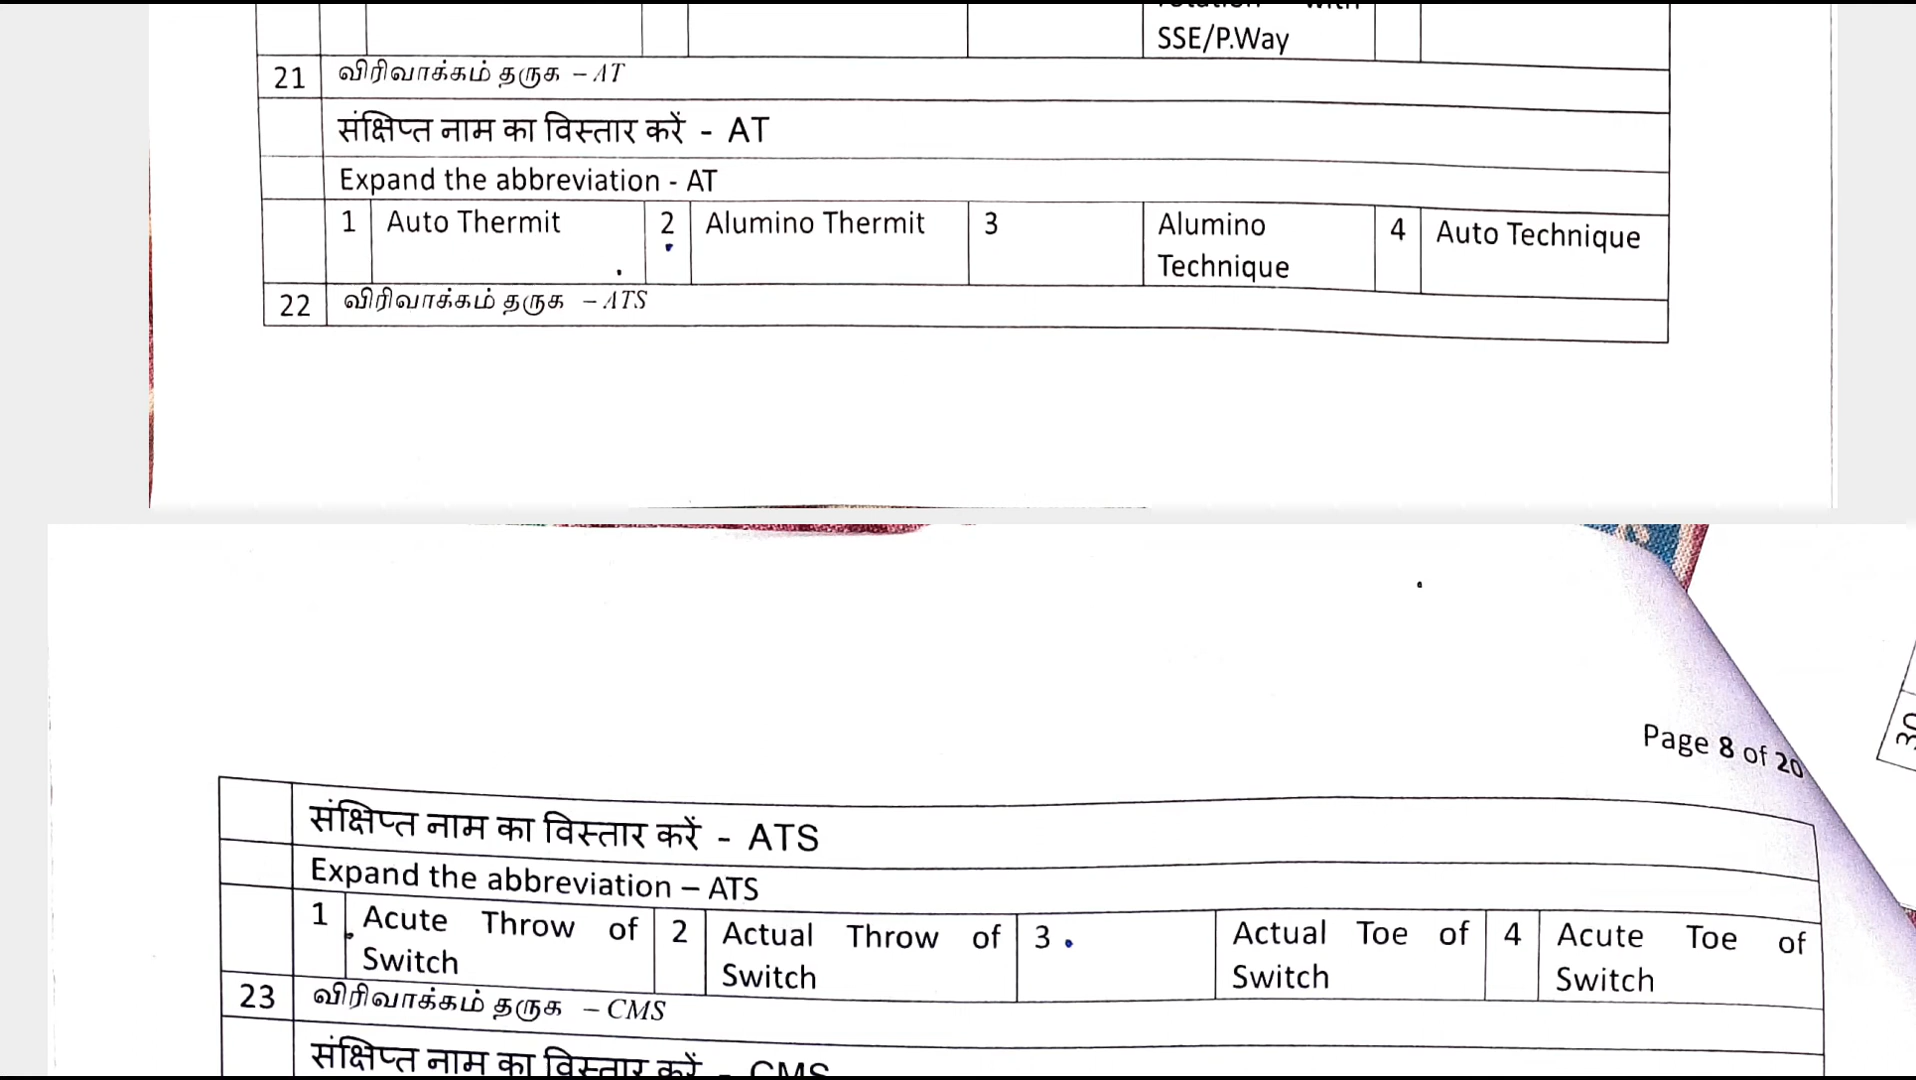 SSE/P.Way
21 விரிவாக்கம் தருக – AT
संक्षिप्त नाम का विस्तार करें - AT
Expand the abbreviation - AT
1 Auto Thermit 2 Alumino Thermit 3 Alumino Technique 4 Auto Technique
22 விரிவாக்கம் தருக – ATS
Page 8 of 20
30
संक्षिप्त नाम का विस्तार करें - ATS
Expand the abbreviation – ATS
1 Acute Throw of Switch 2 Actual Throw of Switch 3 Actual Toe of Switch 4 Acute Toe of Switch
23 விரிவாக்கம் தருக – CMS
संक्षिप्त नाम का विस्तार करें - CMS